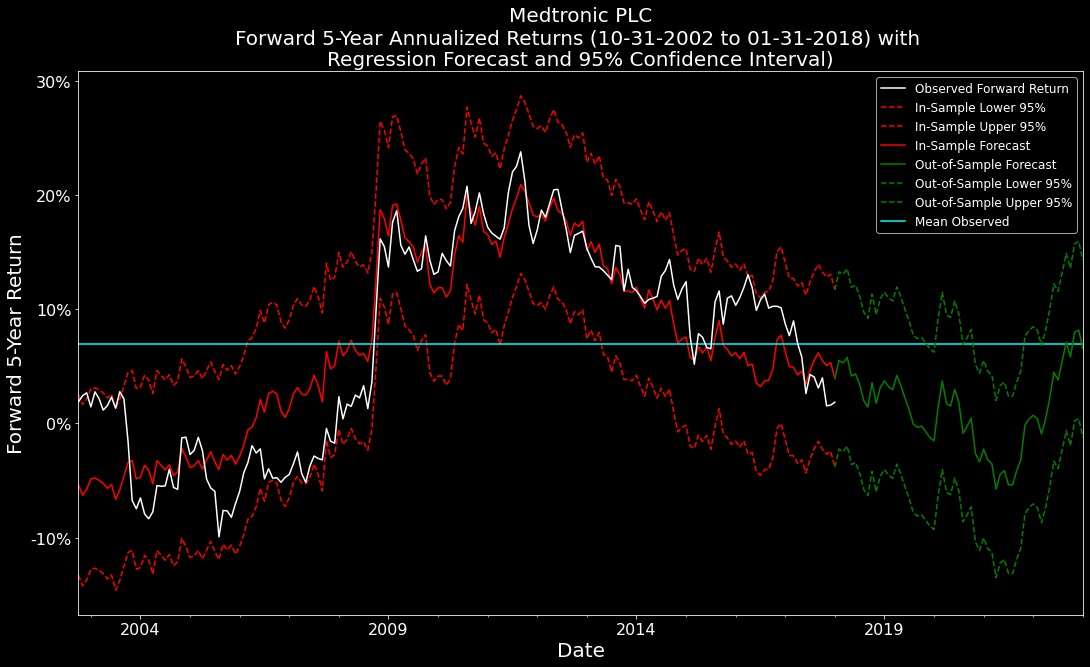 Medtronic PLC
Forward 5-Year Annualized Returns (10-31-2002 to 01-31-2018) with
Regression Forecast and 95% Confidence Interval)
30%
20%
10%
0%
-10%
Forward 5-Year Return
Observed Forward Return
In-Sample Lower 95%
In-Sample Upper 95%
In-Sample Forecast
Out-of-Sample Forecast
Out-of-Sample Lower 95%
Out-of-Sample Upper 95%
Mean Observed
2004
2009
2014
2019
Date